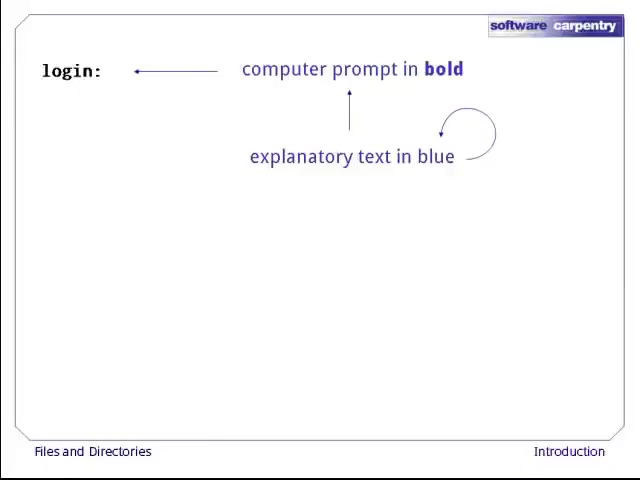 software carpentry
login: computer prompt in bold
explanatory text in blue
Files and Directories Introduction